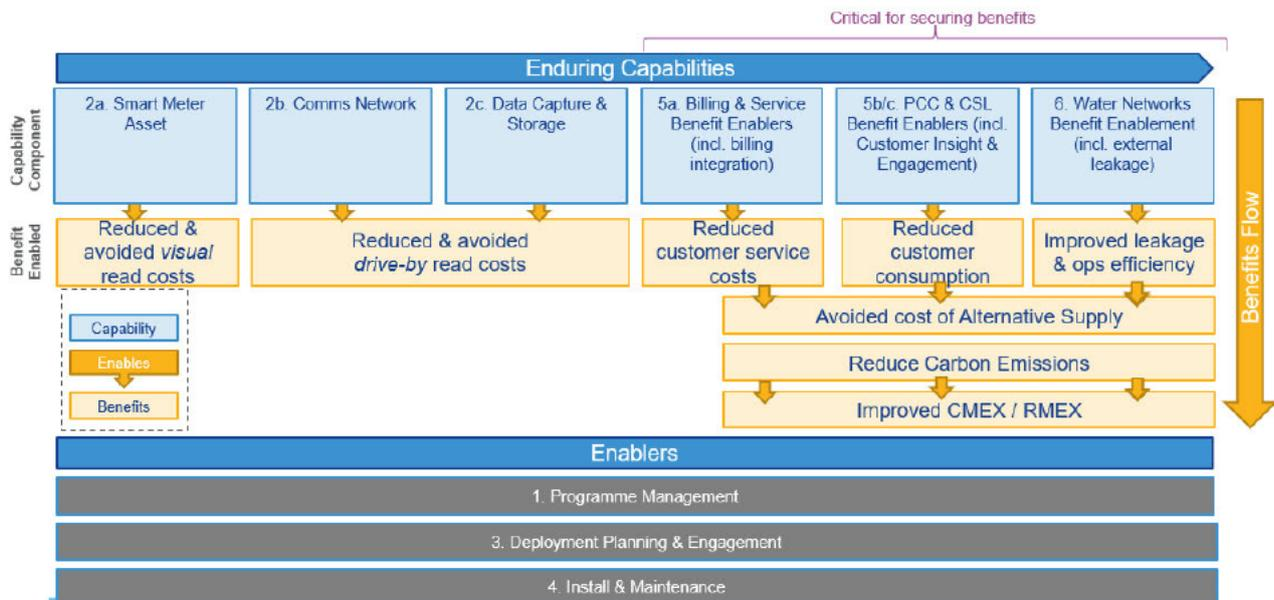 Critical for securing benefits
Enduring Capabilities
Capability
Component
2a. Smart Meter
Asset
2b. Comms Network
2c. Data Capture &
Storage
5a. Billing & Service
Benefit Enablers
(incl. billing
integration)
5b/c. PCC & CSL
Benefit Enablers (incl.
Customer Insight &
Engagement)
6. Water Networks
Benefit Enablement
(incl. external
leakage)
Benefit
Enabled
Reduced &
avoided visual
read costs
Reduced & avoided
drive-by read costs
Reduced
customer service
costs
Reduced
customer
consumption
Improved leakage
& ops efficiency
Benefits Flow
Avoided cost of Alternative Supply
Reduce Carbon Emissions
Improved CMEX / RMEX
Capability
Enables
Benefits
Enablers
1. Programme Management
3. Deployment Planning & Engagement
4. Install & Maintenance